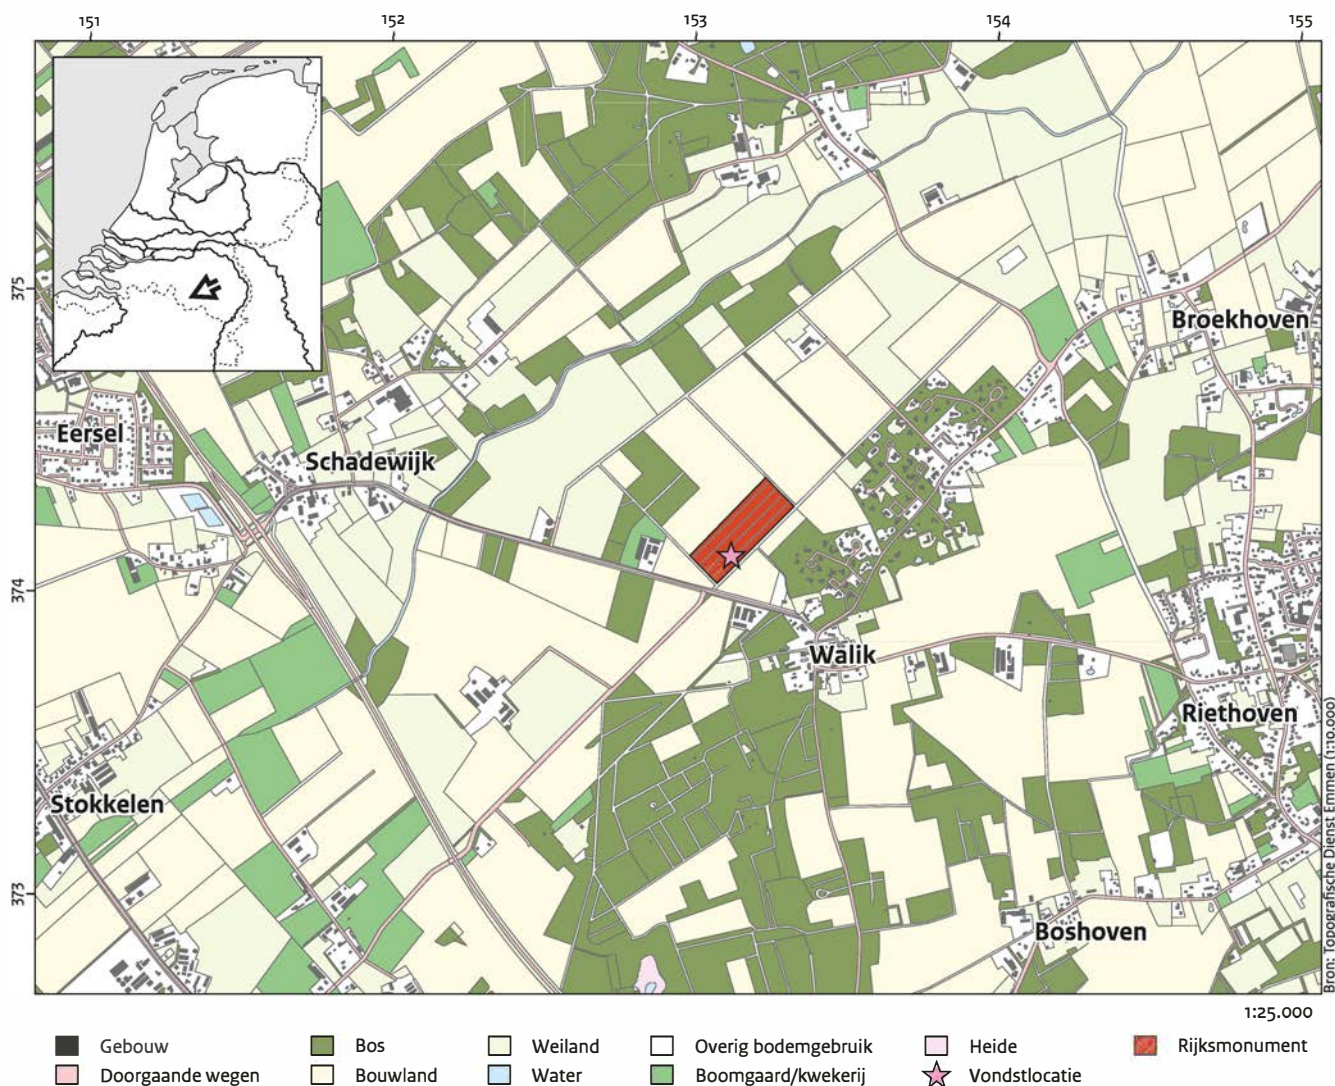 151 152 153 154 155
375
374
373
Broekhoven
Eersel
Schadewijk
Walik
Riethoven
Stokkelen
Boshoven
Bron: Topografische Dienst Emmen (1:10.000)
1:25.000
Gebouw Bos Weiland Overig bodemgebruik Heide Rijksmonument
Doorgaande wegen Bouwland Water Boomgaard/kwekerij Vondstlocatie